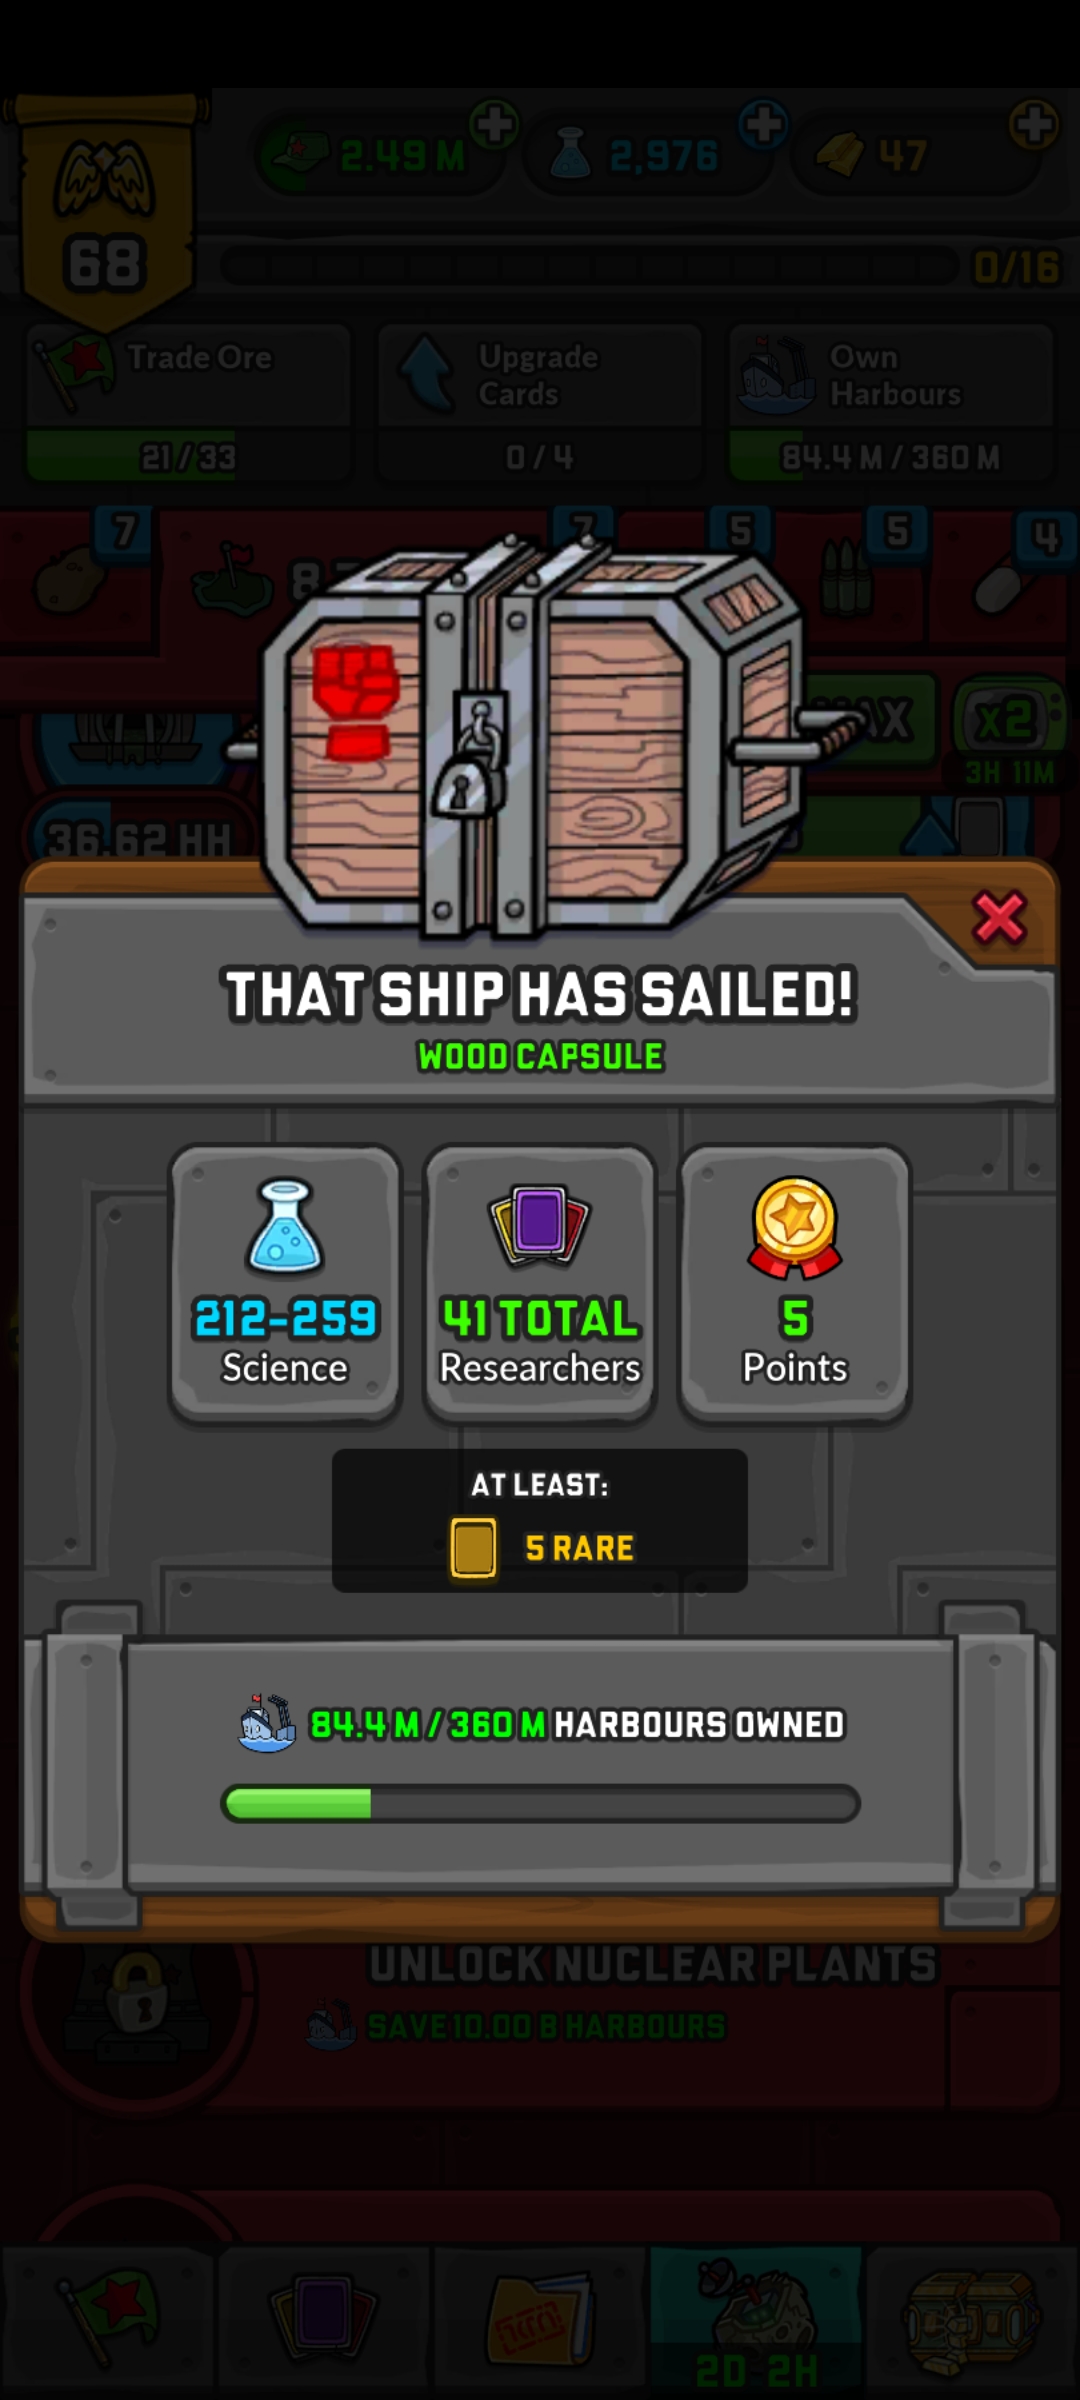 2.49 M
2,976
47
68
0/16
Trade Ore
Upgrade
Cards
Own
Harbours
21/33
0/4
84.4 M / 360 M
7
7
5
5
4
x2
3H 11M
36.62 HH
THAT SHIP HAS SAILED!
WOOD CAPSULE
212-259
Science
41 TOTAL
Researchers
5
Points
AT LEAST:
5 RARE
84.4 M / 360 M HARBOURS OWNED
UNLOCK NUCLEAR PLANTS
SAVE 10.00 B HARBOURS
2D 2H